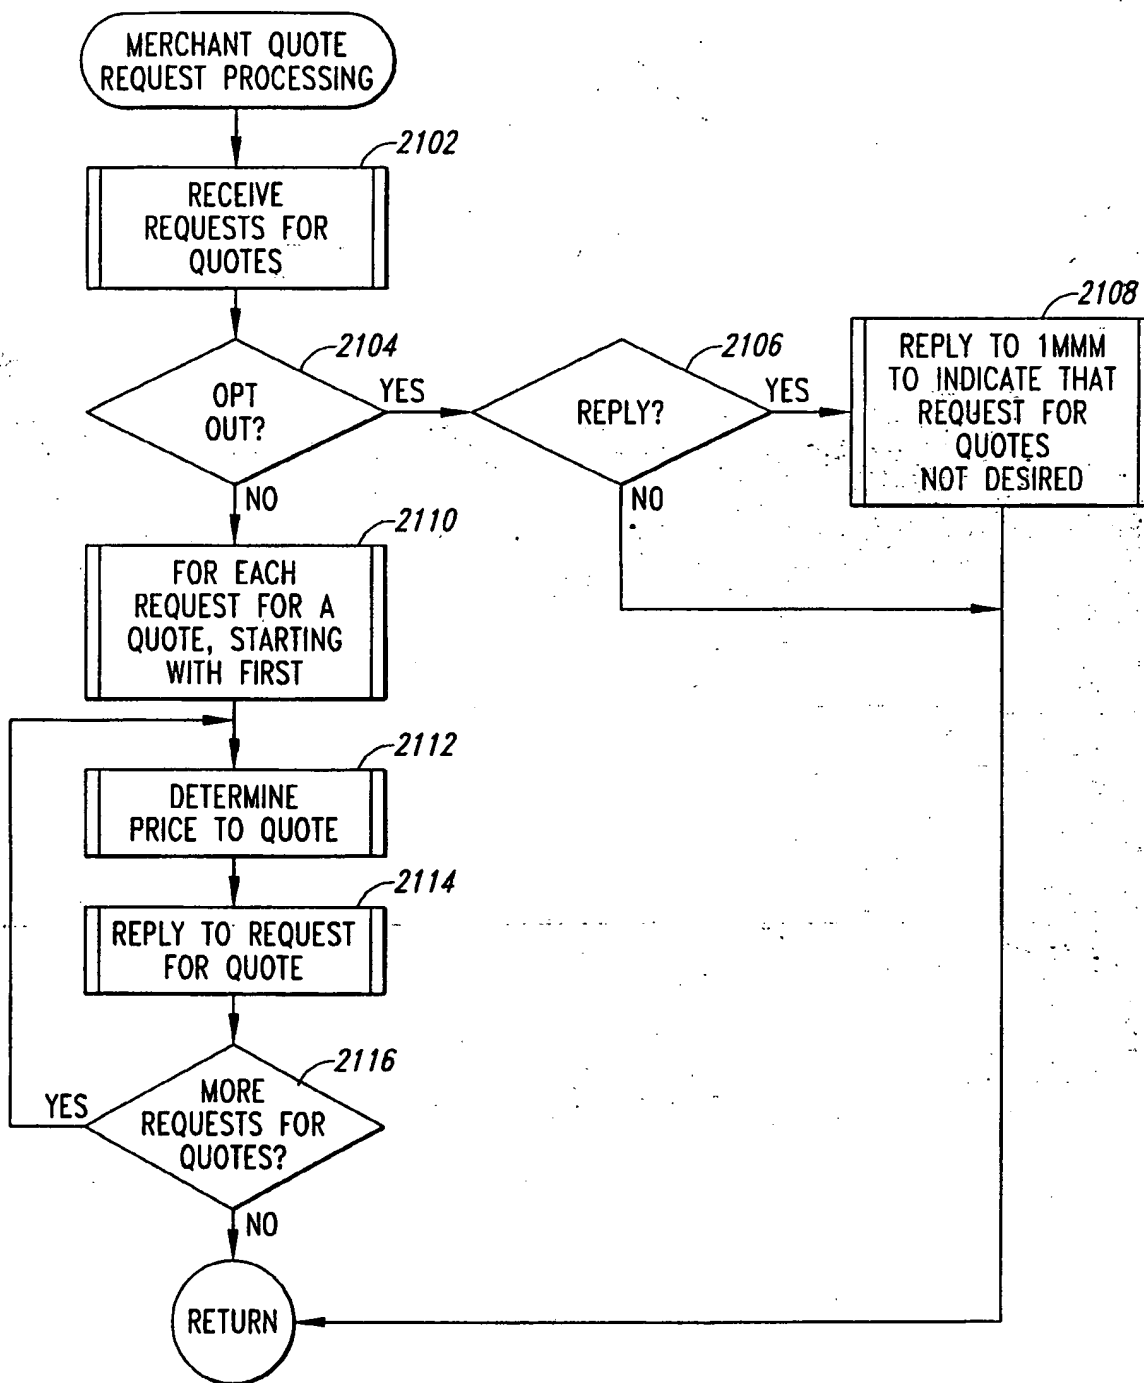 MERCHANT QUOTE
REQUEST PROCESSING
2102
RECEIVE
REQUESTS FOR
QUOTES
2104
OPT
OUT?
YES
NO
2106
REPLY?
YES
NO
2108
REPLY TO 1MMM
TO INDICATE THAT
REQUEST FOR
QUOTES
NOT DESIRED
2110
FOR EACH
REQUEST FOR A
QUOTE, STARTING
WITH FIRST
2112
DETERMINE
PRICE TO QUOTE
2114
REPLY TO REQUEST
FOR QUOTE
2116
MORE
REQUESTS FOR
QUOTES?
YES
NO
RETURN